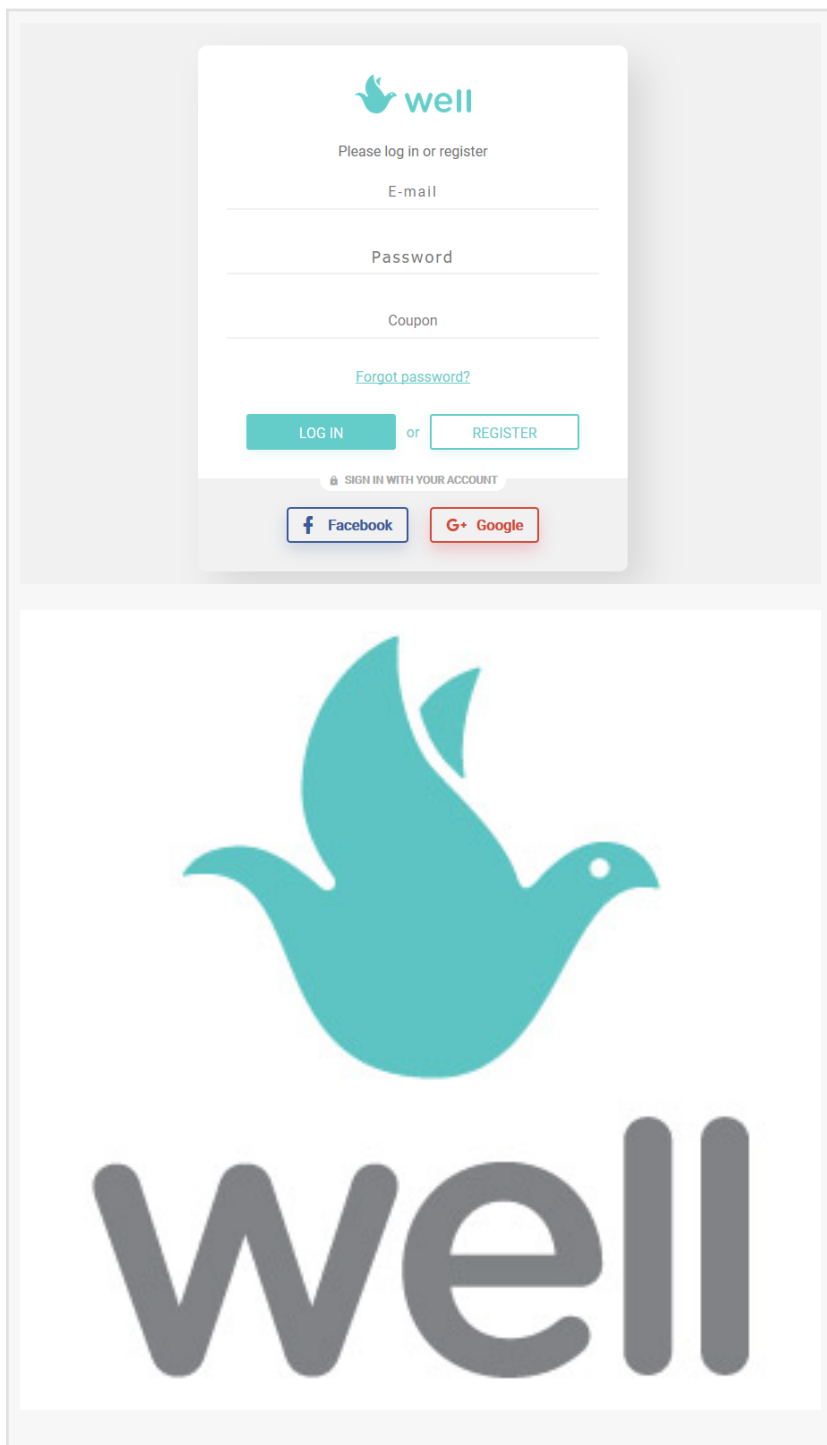 well
Please log in or register
E-mail
Password
Coupon
Forgot password?
LOG IN or REGISTER
SIGN IN WITH YOUR ACCOUNT
Facebook G+ Google
well